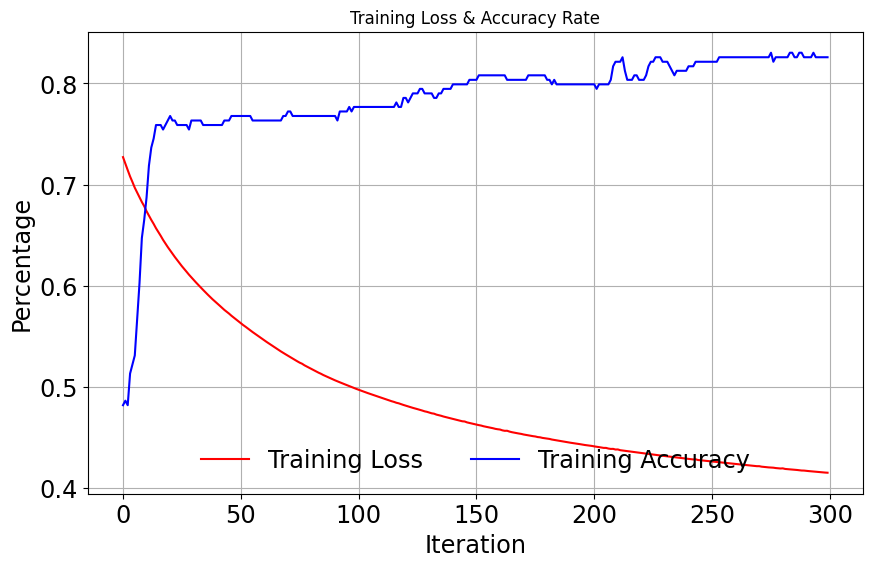 Training Loss & Accuracy Rate
0.8
0.7
0.6
0.5
0.4
Percentage
Training Loss
Training Accuracy
0 50 100 150 200 250 300
Iteration